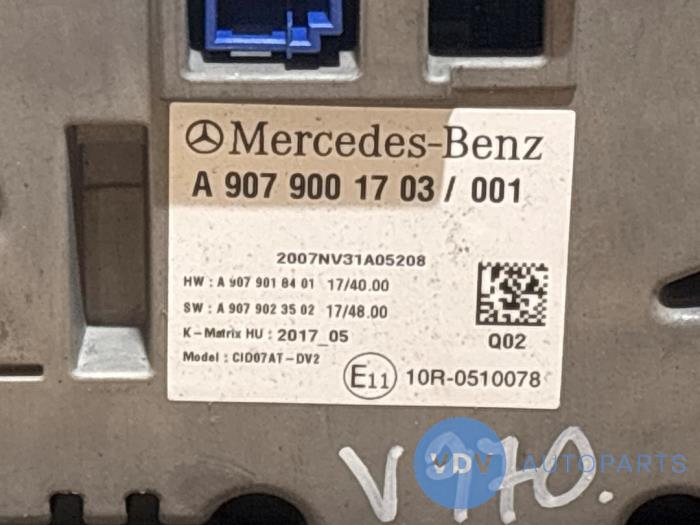 Mercedes-Benz
A 907 900 17 03 / 001
2007NV31A05208
HW : A 907 901 84 01 17/40.00
SW : A 907 902 35 02 17/48.00
K-Matrix HU : 2017_05
Model : CID07AT-DV2
Q02
E11 10R-0510078
V970.
VDV AUTOPARTS